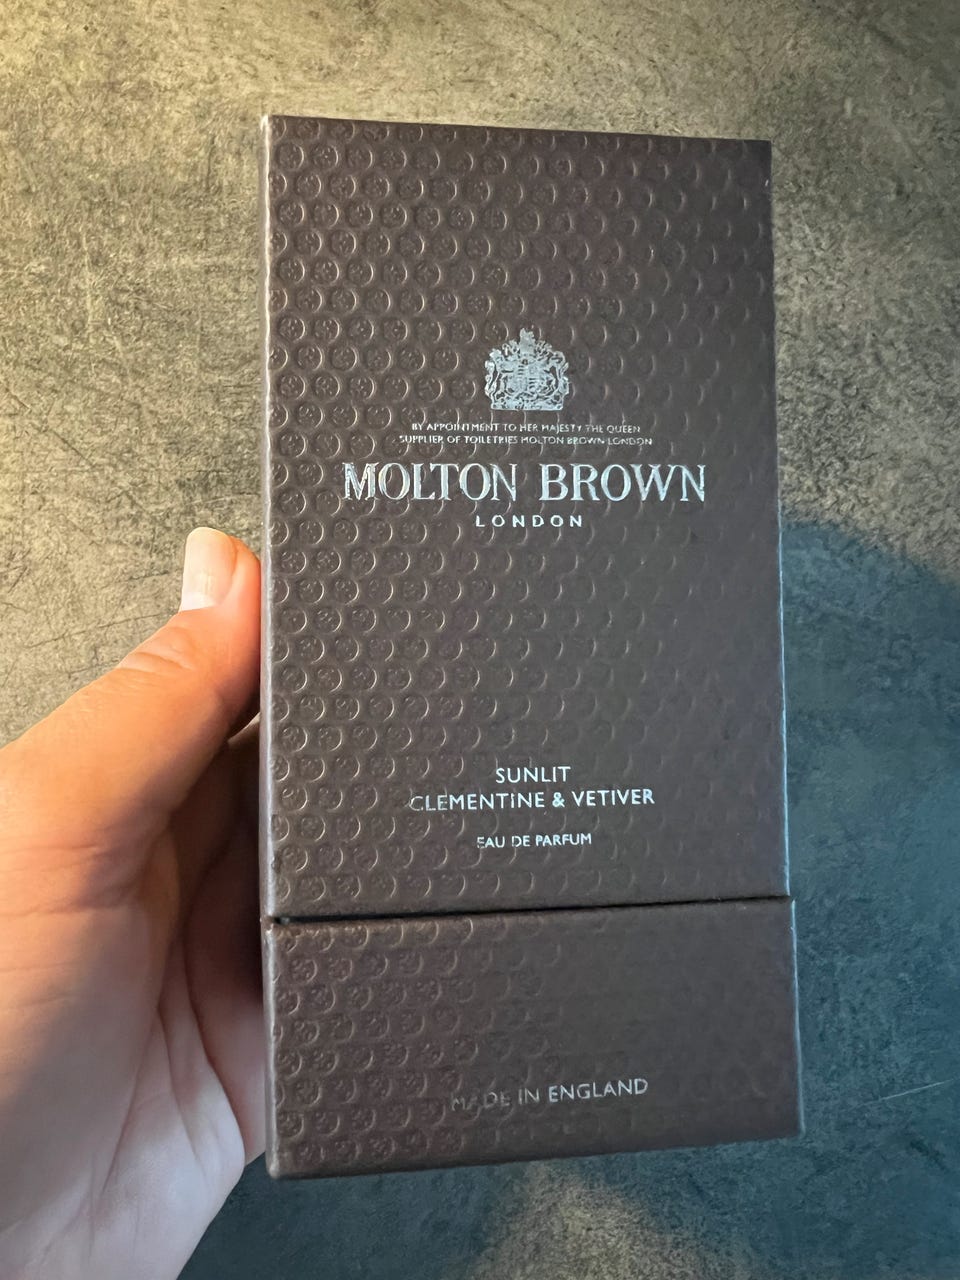 BY APPOINTMENT TO HER MAJESTY THE QUEEN
SUPPLIER OF TOILETRIES MOLTON BROWN LONDON
MOLTON BROWN
LONDON
SUNLIT
CLEMENTINE & VETIVER
EAU DE PARFUM
MADE IN ENGLAND